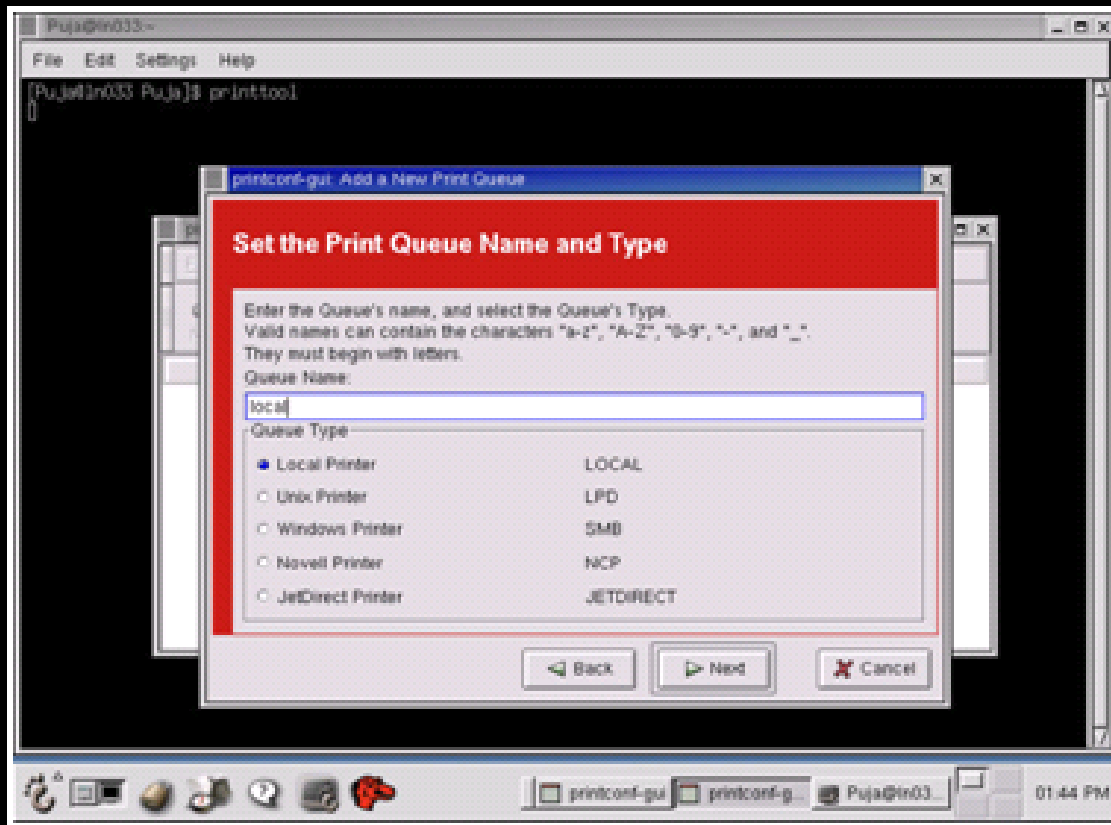 Puja@ln033:~
File Edit Settings Help
[Puja@ln033 Puja]$ printtool
printconf-gui: Add a New Print Queue
Set the Print Queue Name and Type
Enter the Queue's name, and select the Queue's Type.
Valid names can contain the characters "a-z", "A-Z", "0-9", "-", and "_".
They must begin with letters.
Queue Name:
local
Queue Type
Local Printer LOCAL
Unix Printer LPD
Windows Printer SMB
Novell Printer NCP
JetDirect Printer JETDIRECT
Back Next Cancel
printconf-gui printconf-g... Puja@ln03... 01:44 PM